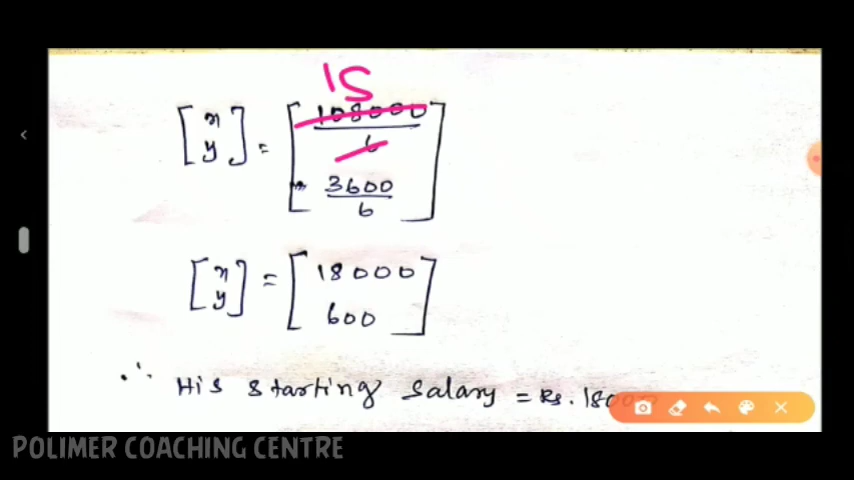 15
[x y] = [108000/6 3600/6]
[x y] = [18000 600]
∴ His starting salary = Rs. 18000
POLIMER COACHING CENTRE